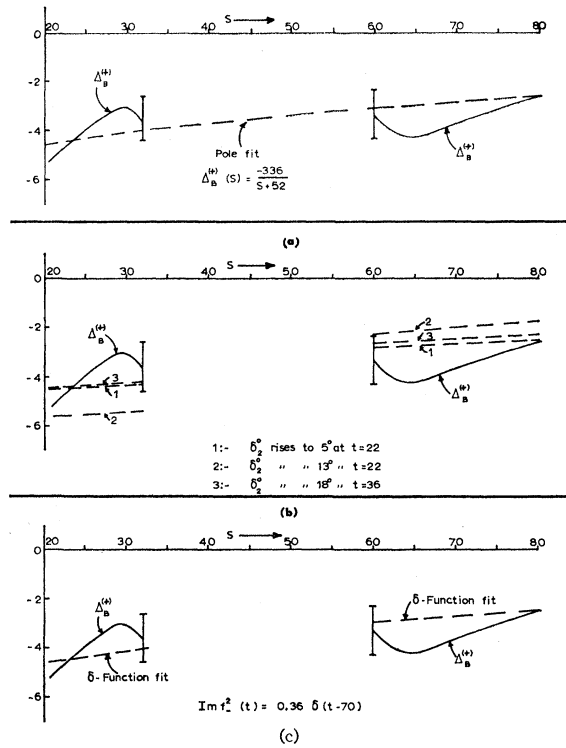 S →
20 30 40 50 60 70 80
0
-2
-4
-6
Δ_B^(+)
Pole fit
Δ_B^(+) (S) = -336 / S+52
Δ_B^(+)
(a)
S →
20 30 40 50 60 70 80
0
-2
-4
-6
Δ_B^(+)
3
1
2
2
3
1
Δ_B^(+)
1:- δ_2^0 rises to 5° at t=22
2:- δ_2^0 〃 〃 13° 〃 t=22
3:- δ_2^0 〃 〃 18° 〃 t=36
(b)
S →
20 30 40 50 60 70 80
0
-2
-4
-6
Δ_B^(+)
δ-Function fit
δ-Function fit
Δ_B^(+)
Im f_-^2 (t) = 0.36 δ(t-70)
(c)